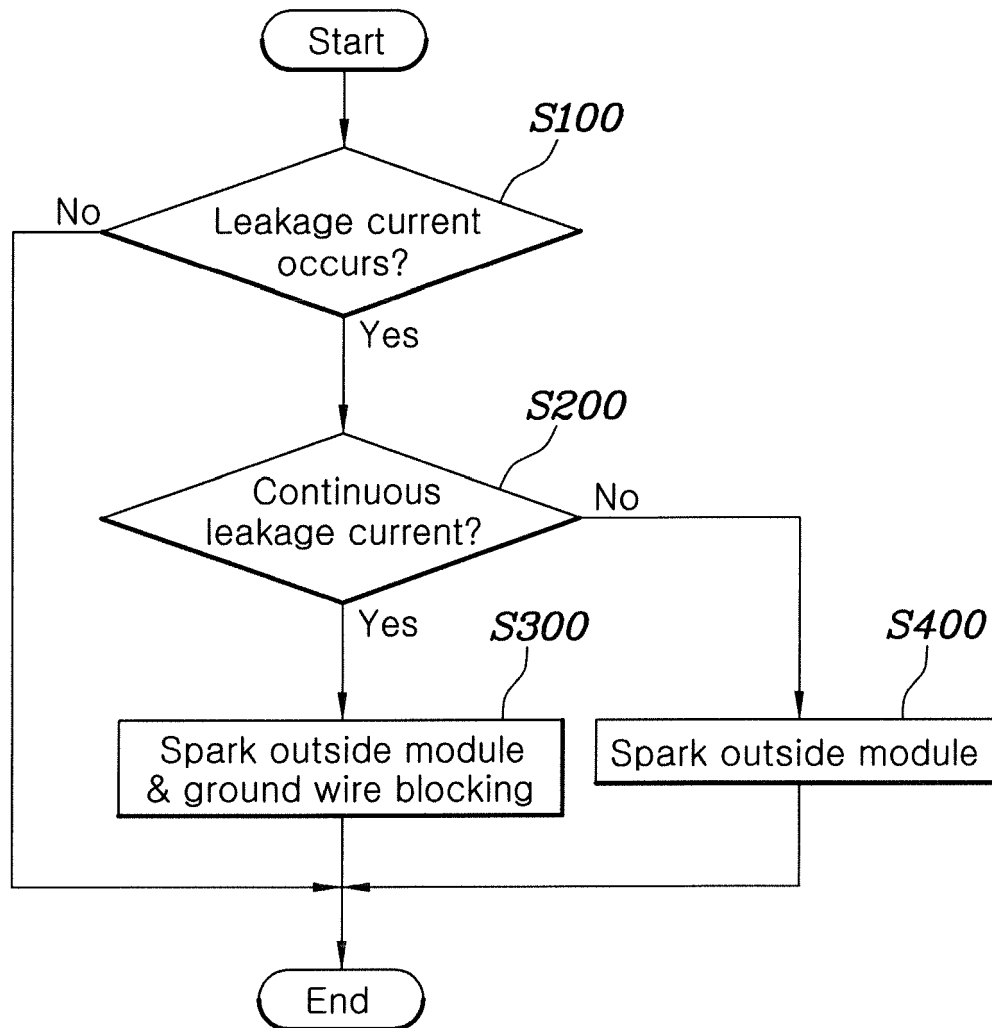 Start
S100
No
Leakage current
occurs?
Yes
S200
Continuous
leakage current?
No
Yes
S300
S400
Spark outside module
& ground wire blocking
Spark outside module
End